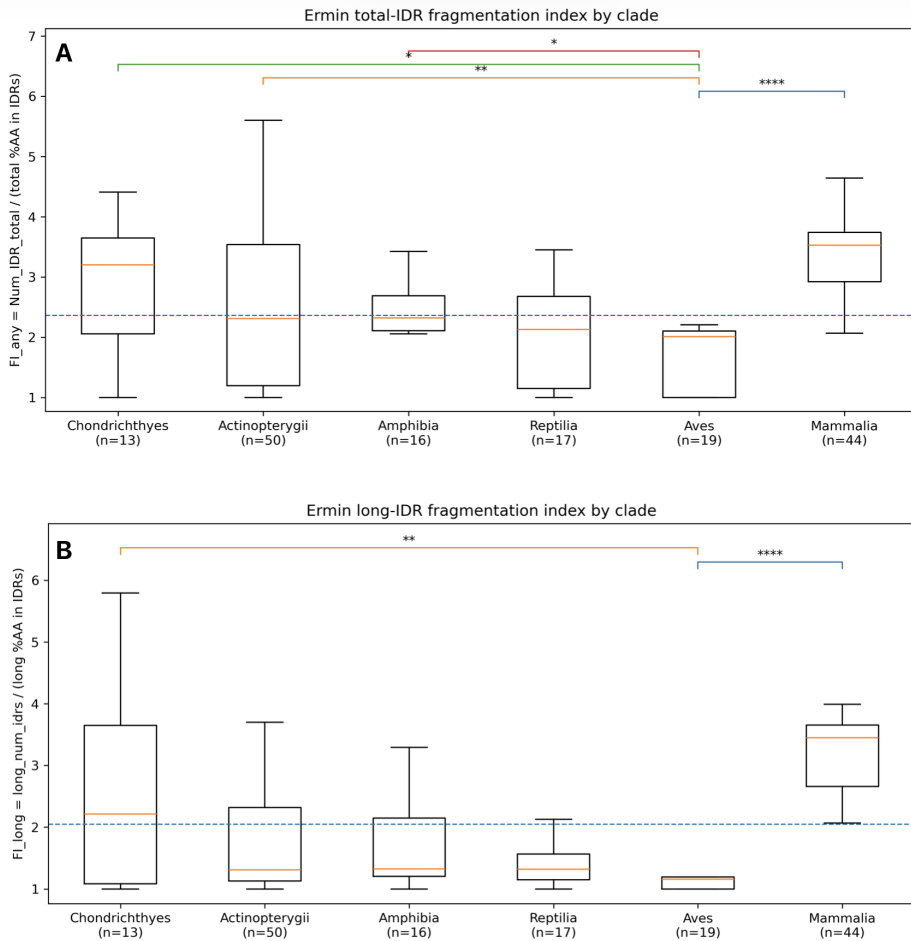 Ermin total-IDR fragmentation index by clade
A
FI_any = Num_IDR_total / (total %AA in IDRs)
7
6
5
4
3
2
1
*
*
**
****
Chondrichthyes
(n=13)
Actinopterygii
(n=50)
Amphibia
(n=16)
Reptilia
(n=17)
Aves
(n=19)
Mammalia
(n=44)
Ermin long-IDR fragmentation index by clade
B
FI_long = long_num_idrs / (long %AA in IDRs)
6
5
4
3
2
1
**
****
Chondrichthyes
(n=13)
Actinopterygii
(n=50)
Amphibia
(n=16)
Reptilia
(n=17)
Aves
(n=19)
Mammalia
(n=44)